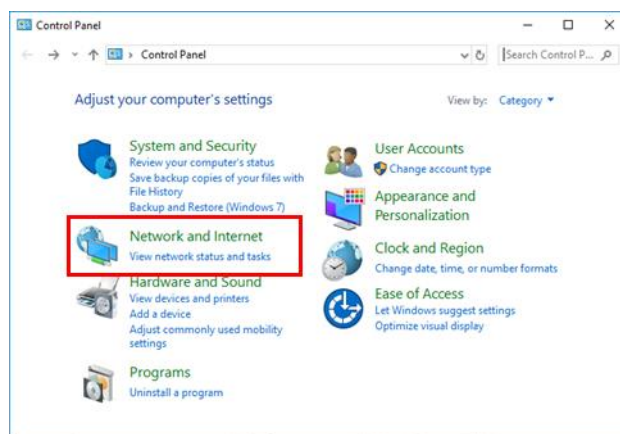 Control Panel
Control Panel
Search Control P...
Adjust your computer's settings
View by: Category
System and Security
Review your computer's status
Save backup copies of your files with
File History
Backup and Restore (Windows 7)
Network and Internet
View network status and tasks
Hardware and Sound
View devices and printers
Add a device
Adjust commonly used mobility
settings
Programs
Uninstall a program
User Accounts
Change account type
Appearance and
Personalization
Clock and Region
Change date, time, or number formats
Ease of Access
Let Windows suggest settings
Optimize visual display